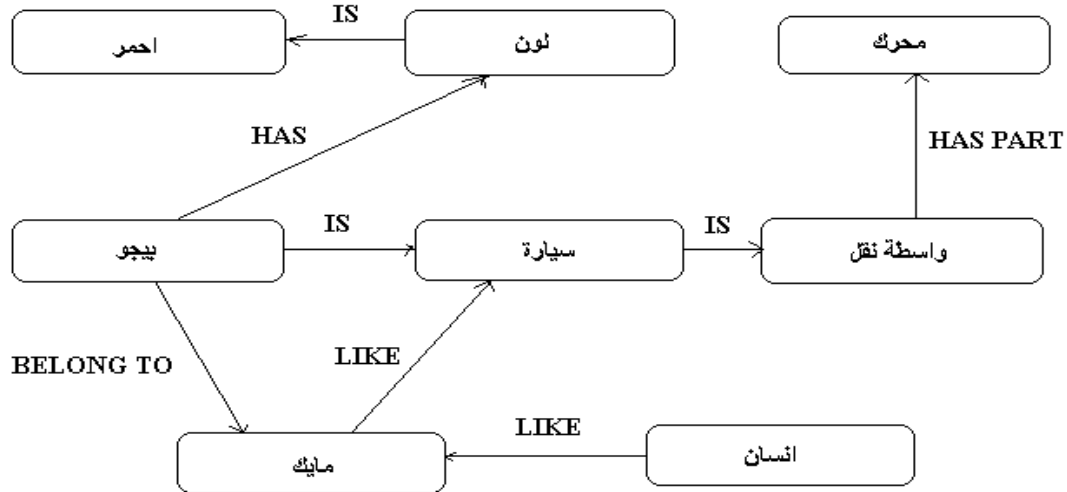 IS
احمر
لون
محرك
HAS
HAS PART
بيجو
IS
سيارة
IS
واسطة نقل
BELONG TO
LIKE
مايك
LIKE
انسان